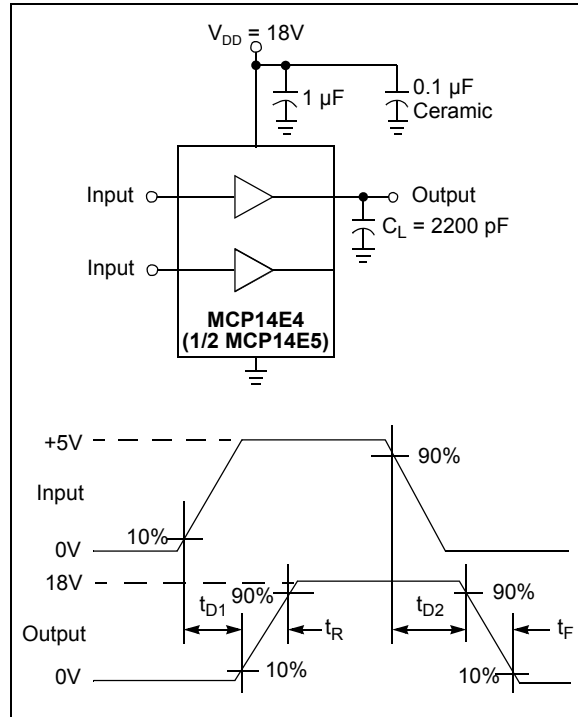 V_DD = 18V
1 µF
0.1 µF
Ceramic
Input
Output
C_L = 2200 pF
Input
MCP14E4
(1/2 MCP14E5)
+5V
90%
Input
10%
0V
18V
90%
90%
t_D1
t_R
t_D2
t_F
Output
10%
10%
0V